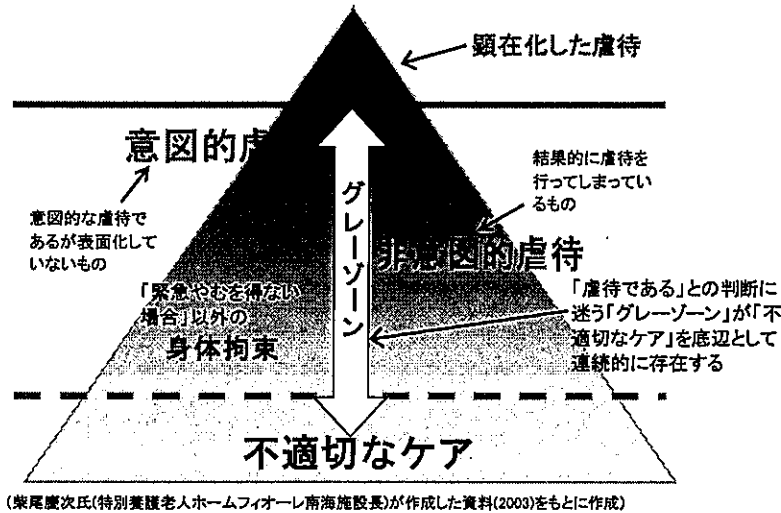 顕在化した虐待
意図的虐
意図的な虐待で
あるが表面化して
いないもの
結果的に虐待を
行ってしまってい
るもの
グレーゾーン
非意図的虐待
「緊急やむを得ない
場合」以外の
身体拘束
「虐待である」との判断に
迷う「グレーゾーン」が「不
適切なケア」を底辺として
連続的に存在する
不適切なケア
(柴尾慶次氏(特別養護老人ホームフィオーレ南海施設長)が作成した資料(2003)をもとに作成)